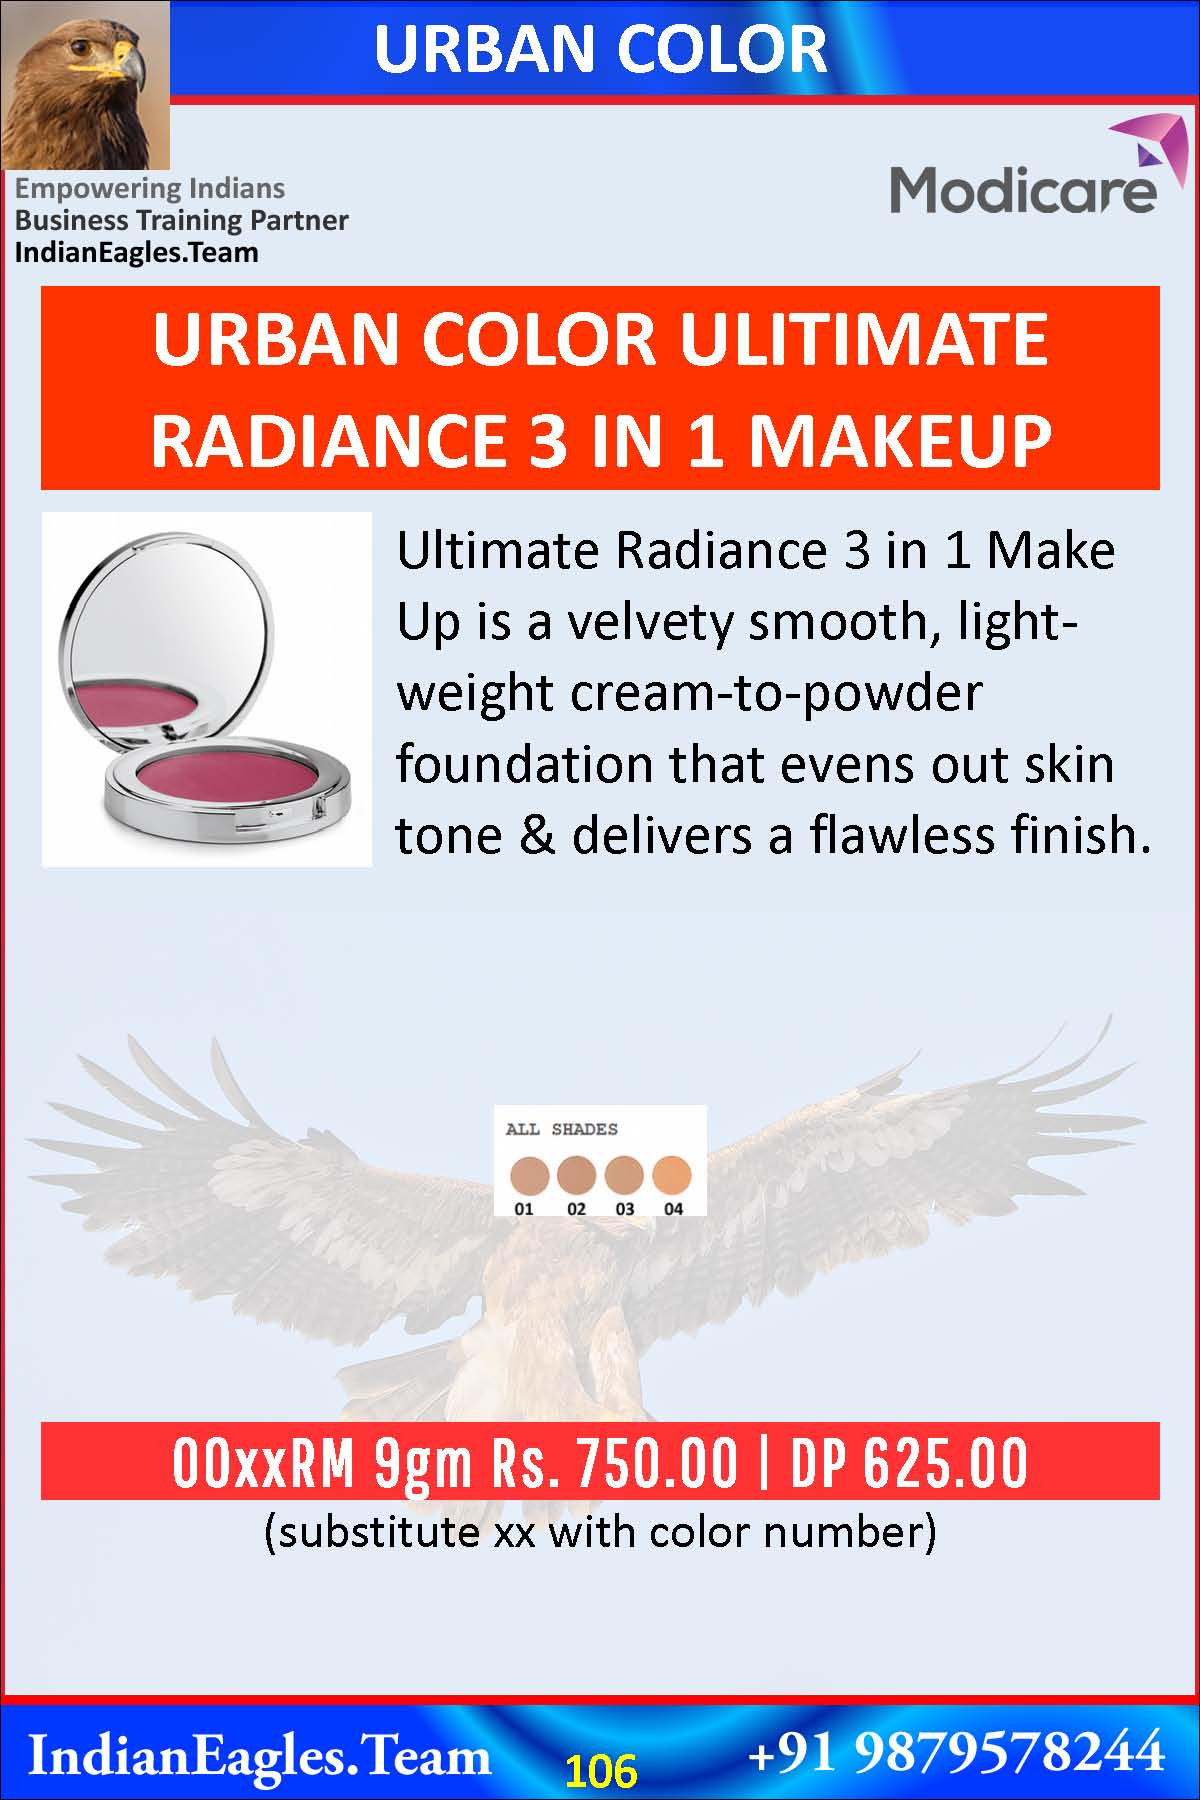 URBAN COLOR
Modicare
Empowering Indians
Business Training Partner
IndianEagles.Team
URBAN COLOR ULITIMATE
RADIANCE 3 IN 1 MAKEUP
Ultimate Radiance 3 in 1 Make
Up is a velvety smooth, light-
weight cream-to-powder
foundation that evens out skin
tone & delivers a flawless finish.
ALL SHADES
01 02 03 04
00xxRM 9gm Rs. 750.00 | DP 625.00
(substitute xx with color number)
IndianEagles.Team 106 +91 9879578244